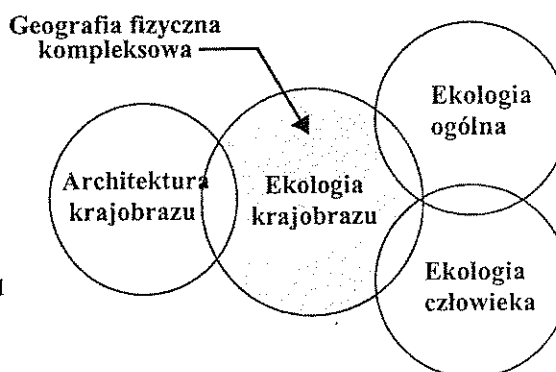 Geografia fizyczna
kompleksowa
Ekologia
ogólna
Architektura
krajobrazu
Ekologia
krajobrazu
Ekologia
człowieka